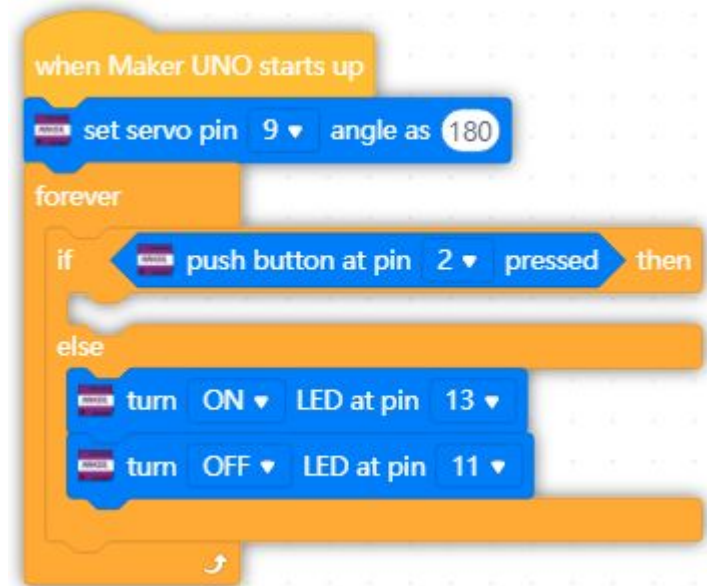 when Maker UNO starts up
set servo pin 9 angle as 180
forever
if push button at pin 2 pressed then
else
turn ON LED at pin 13
turn OFF LED at pin 11